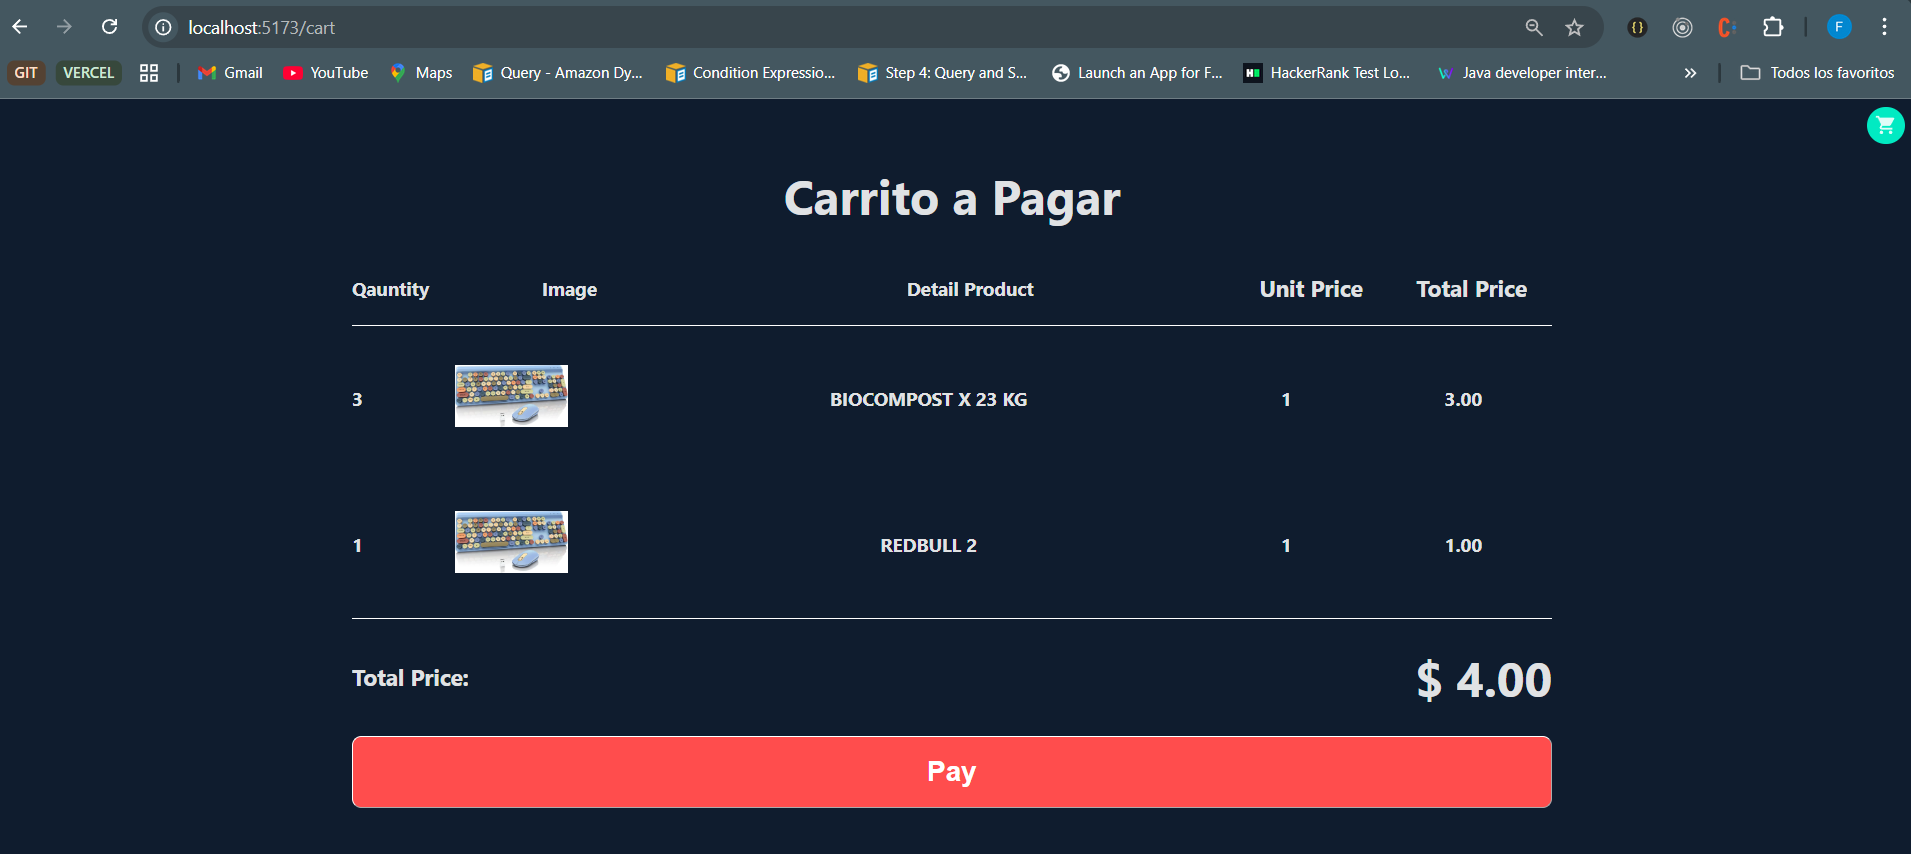 localhost:5173/cart
F
GIT VERCEL Gmail YouTube Maps Query - Amazon Dy... Condition Expressio... Step 4: Query and S... Launch an App for F... HackerRank Test Lo... Java developer inter... » Todos los favoritos
Carrito a Pagar
Qauntity Image Detail Product Unit Price Total Price
3 BIOCOMPOST X 23 KG 1 3.00
1 REDBULL 2 1 1.00
Total Price: $ 4.00
Pay